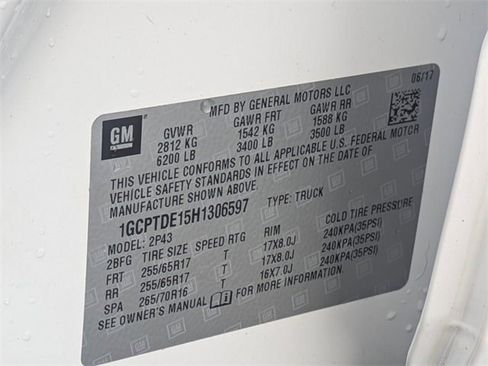 06/17
MFD BY GENERAL MOTORS LLC
GM
GVWR GAWR FRT GAWR RR
2812 KG 1542 KG 1588 KG
6200 LB 3400 LB 3500 LB
THIS VEHICLE CONFORMS TO ALL APPLICABLE U.S. FEDERAL MOTOR
VEHICLE SAFETY STANDARDS IN EFFECT ON THE DATE OF
MANUFACTURE SHOWN ABOVE.
1GCPTDE15H1306597 TYPE: TRUCK
MODEL: 2P43
2BFG TIRE SIZE SPEED RTG RIM COLD TIRE PRESSURE
FRT 255/65R17 T 17X8.0J 240KPA(35PSI)
RR 255/65R17 T 17X8.0J 240KPA(35PSI)
SPA 265/70R16 T 16X7.0J 240KPA(35PSI)
SEE OWNER'S MANUAL FOR MORE INFORMATION.